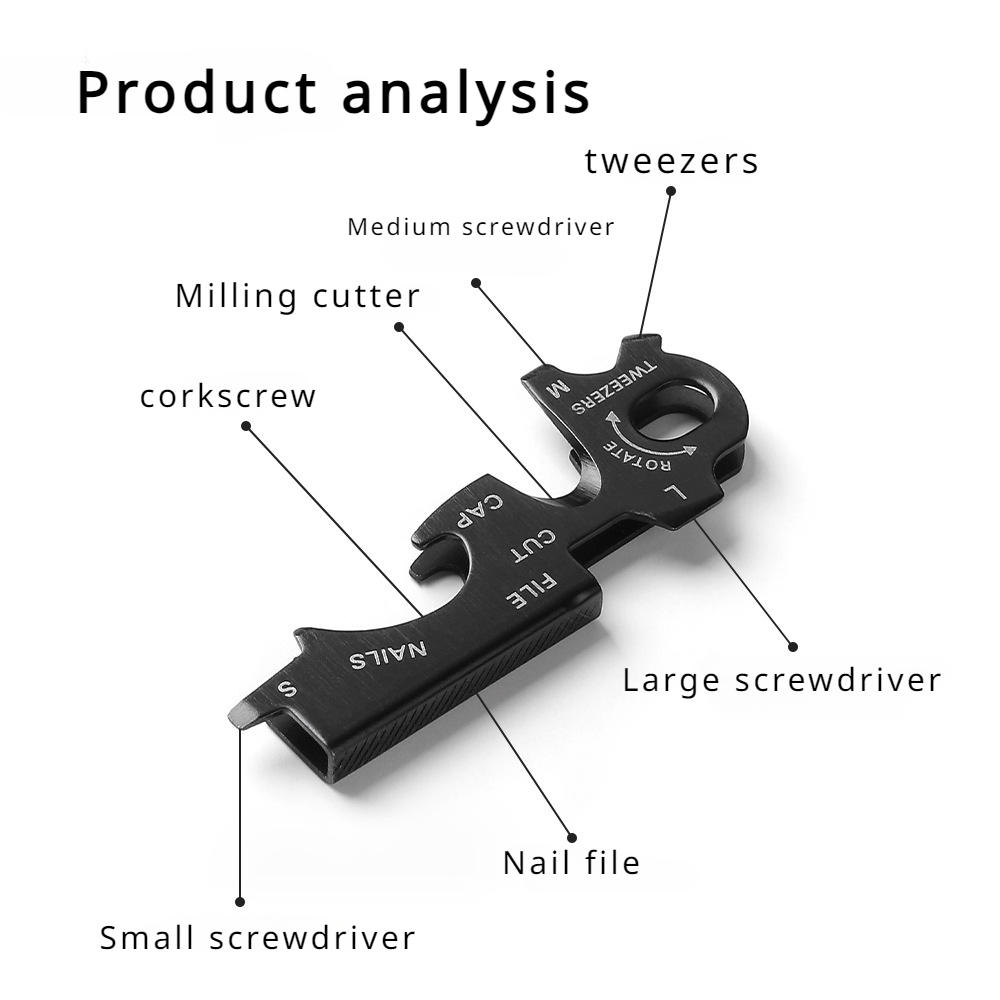 Product analysis
tweezers
Medium screwdriver
Milling cutter
corkscrew
M
TWEEZERS
ROTATE
L
CAP
CUT
FILE
NAILS
S
Large screwdriver
Nail file
Small screwdriver